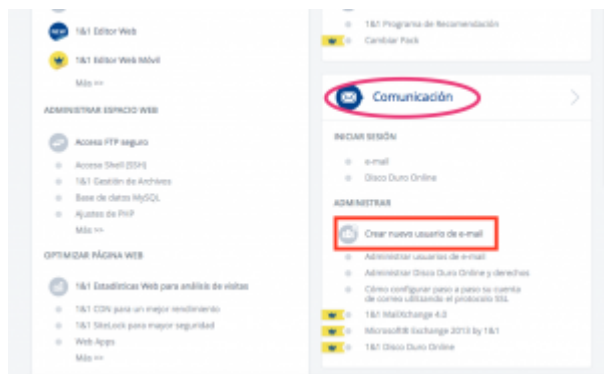 1&1 Editor Web
1&1 Editor Web Móvil
Más >>
ADMINISTRAR ESPACIO WEB
Acceso FTP seguro
Acceso Shell (SSH)
1&1 Gestión de Archivos
Base de datos MySQL
Ajustes de PHP
Más >>
OPTIMIZAR PÁGINA WEB
1&1 Estadísticas Web para análisis de visitas
1&1 CDN para un mejor rendimiento
1&1 SiteLock para mayor seguridad
Web Apps
Más >>
1&1 Programa de Recomendación
Cambiar Pack
Comunicación
INICIAR SESIÓN
e-mail
Disco Duro Online
ADMINISTRAR
Crear nuevo usuario de e-mail
Administrar usuarios de e-mail
Administrar Disco Duro Online y derechos
Cómo configurar paso a paso su cuenta
de correo utilizando el protocolo SSL
1&1 MailXchange 4.0
Microsoft® Exchange 2013 by 1&1
1&1 Disco Duro Online